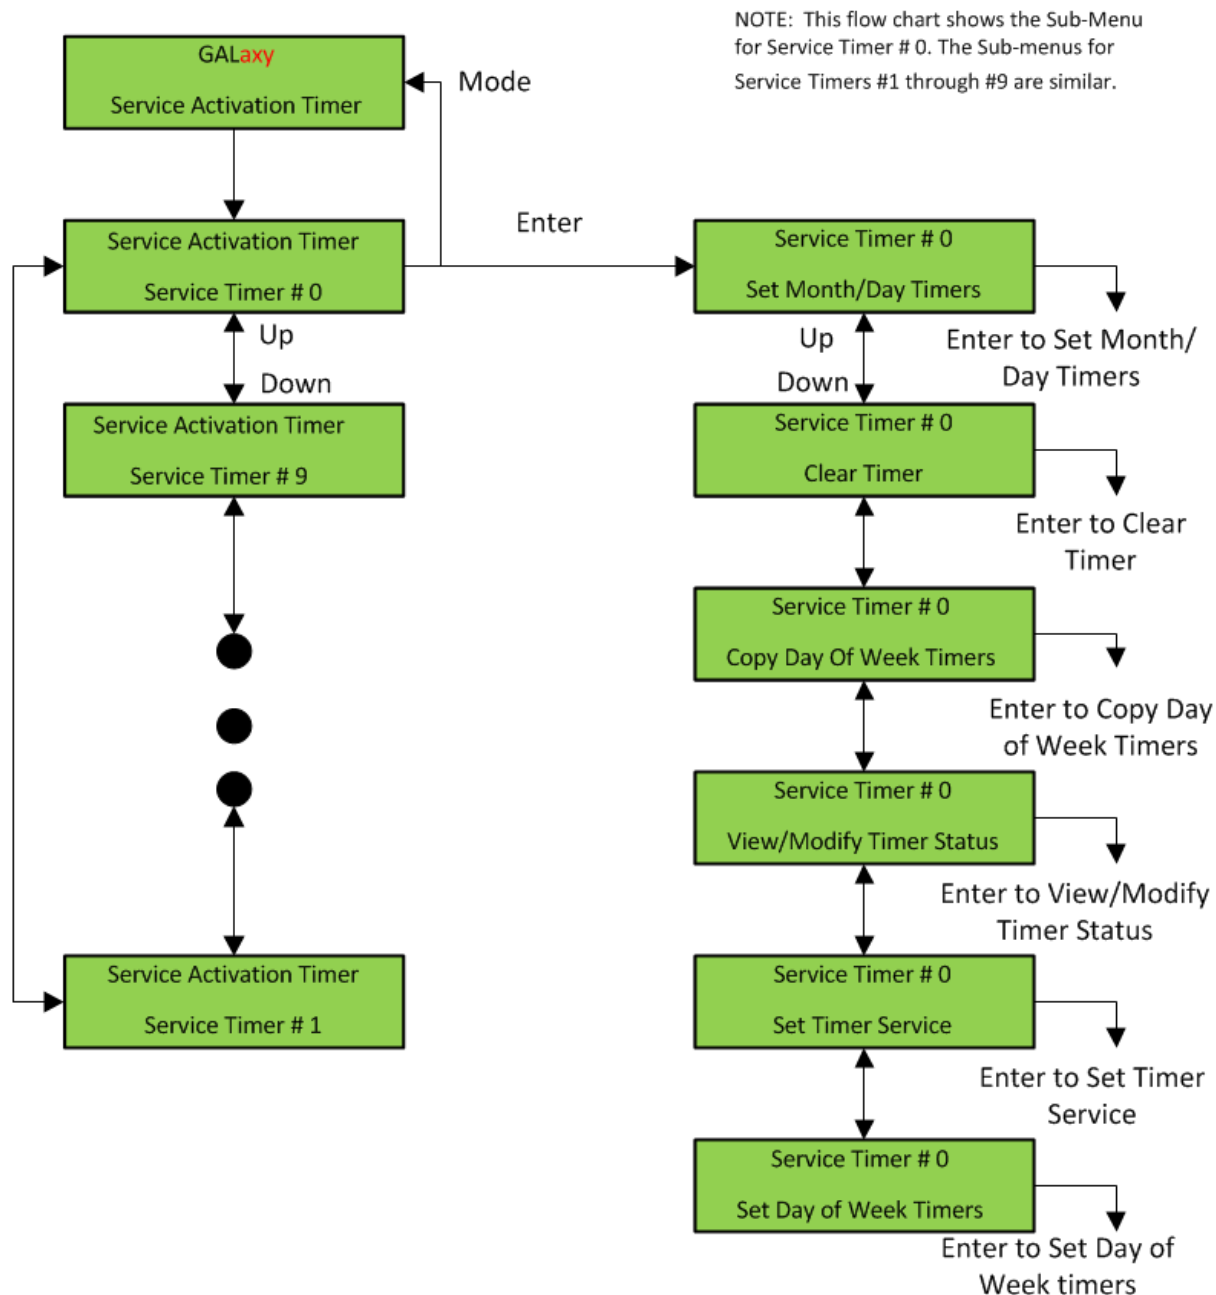 NOTE: This flow chart shows the Sub-Menu
for Service Timer # 0. The Sub-menus for
Service Timers #1 through #9 are similar.
GALaxy
Service Activation Timer
Mode
Service Activation Timer
Service Timer # 0
Enter
Up
Down
Service Activation Timer
Service Timer # 9
Service Activation Timer
Service Timer # 1
Service Timer # 0
Set Month/Day Timers
Enter to Set Month/
Day Timers
Up
Down
Service Timer # 0
Clear Timer
Enter to Clear
Timer
Service Timer # 0
Copy Day Of Week Timers
Enter to Copy Day
of Week Timers
Service Timer # 0
View/Modify Timer Status
Enter to View/Modify
Timer Status
Service Timer # 0
Set Timer Service
Enter to Set Timer
Service
Service Timer # 0
Set Day of Week Timers
Enter to Set Day of
Week timers